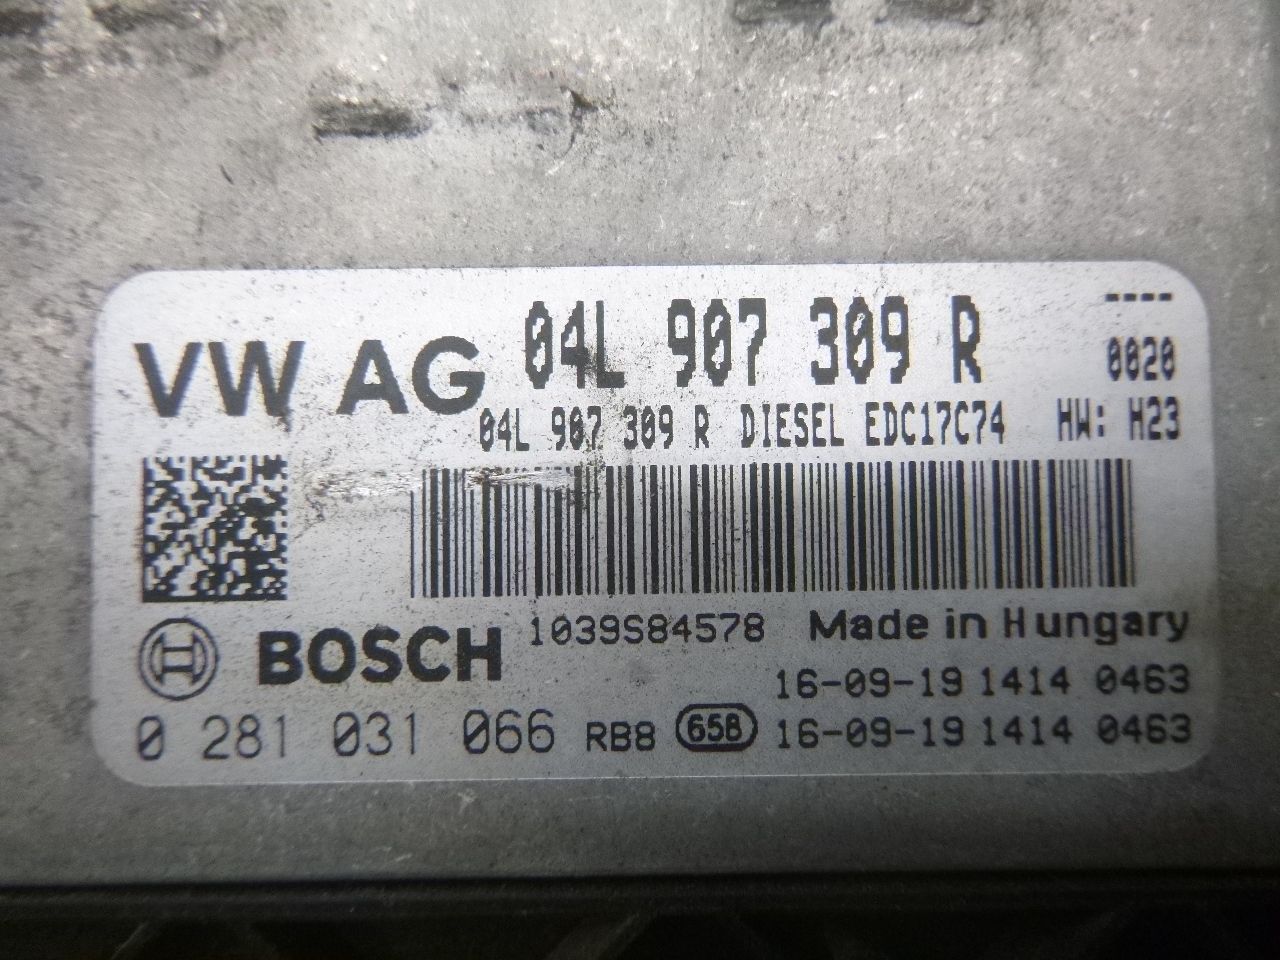 VW AG 04L 907 309 R ----
0020
04L 907 309 R DIESEL EDC17C74 HW: H23
BOSCH 1039S84578 Made in Hungary
16-09-19 1414 0463
0 281 031 066 RB8 658 16-09-19 1414 0463